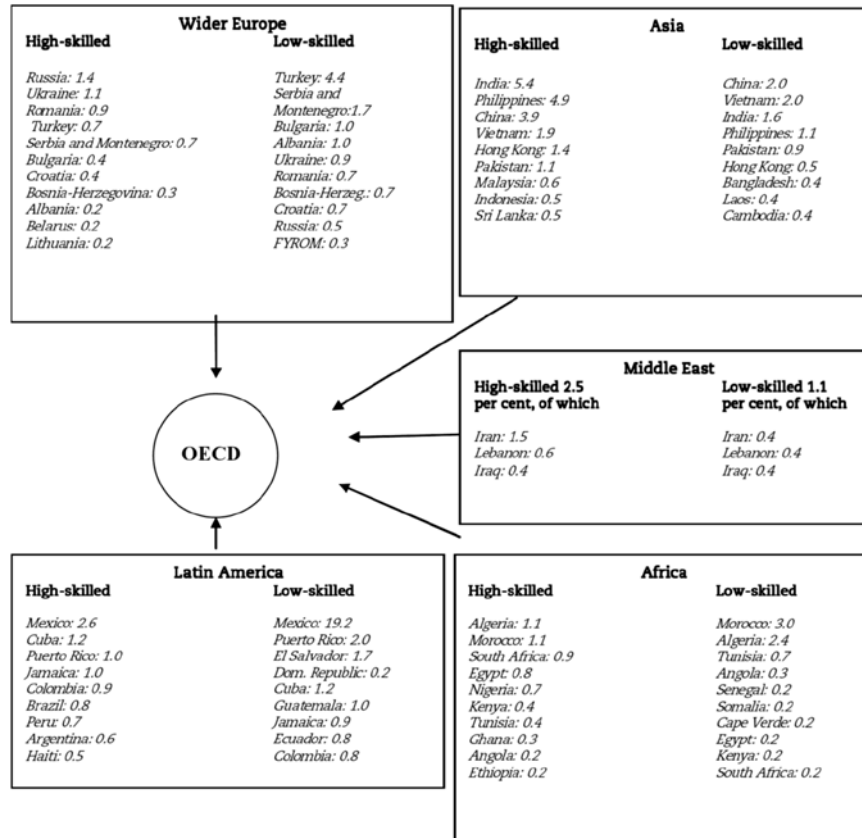 Wider Europe
High-skilled
Russia: 1.4
Ukraine: 1.1
Romania: 0.9
Turkey: 0.7
Serbia and Montenegro: 0.7
Bulgaria: 0.4
Croatia: 0.4
Bosnia-Herzegovina: 0.3
Albania: 0.2
Belarus: 0.2
Lithuania: 0.2
Low-skilled
Turkey: 4.4
Serbia and
Montenegro:1.7
Bulgaria: 1.0
Albania: 1.0
Ukraine: 0.9
Romania: 0.7
Bosnia-Herzeg.: 0.7
Croatia: 0.7
Russia: 0.5
FYROM: 0.3
Asia
High-skilled
India: 5.4
Philippines: 4.9
China: 3.9
Vietnam: 1.9
Hong Kong: 1.4
Pakistan: 1.1
Malaysia: 0.6
Indonesia: 0.5
Sri Lanka: 0.5
Low-skilled
China: 2.0
Vietnam: 2.0
India: 1.6
Philippines: 1.1
Pakistan: 0.9
Hong Kong: 0.5
Bangladesh: 0.4
Laos: 0.4
Cambodia: 0.4
OECD
Middle East
High-skilled 2.5
per cent, of which
Iran: 1.5
Lebanon: 0.6
Iraq: 0.4
Low-skilled 1.1
per cent, of which
Iran: 0.4
Lebanon: 0.4
Iraq: 0.4
Latin America
High-skilled
Mexico: 2.6
Cuba: 1.2
Puerto Rico: 1.0
Jamaica: 1.0
Colombia: 0.9
Brazil: 0.8
Peru: 0.7
Argentina: 0.6
Haiti: 0.5
Low-skilled
Mexico: 19.2
Puerto Rico: 2.0
El Salvador: 1.7
Dom. Republic: 0.2
Cuba: 1.2
Guatemala: 1.0
Jamaica: 0.9
Ecuador: 0.8
Colombia: 0.8
Africa
High-skilled
Algeria: 1.1
Morocco: 1.1
South Africa: 0.9
Egypt: 0.8
Nigeria: 0.7
Kenya: 0.4
Tunisia: 0.4
Ghana: 0.3
Angola: 0.2
Ethiopia: 0.2
Low-skilled
Morocco: 3.0
Algeria: 2.4
Tunisia: 0.7
Angola: 0.3
Senegal: 0.2
Somalia: 0.2
Cape Verde: 0.2
Egypt: 0.2
Kenya: 0.2
South Africa: 0.2